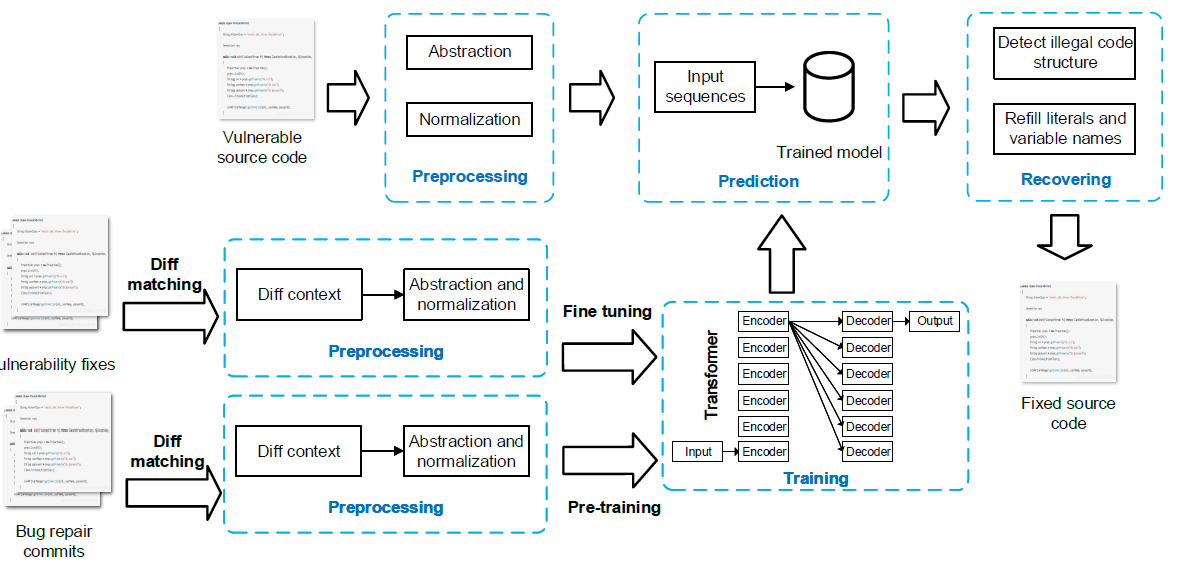 Vulnerable
source code
Abstraction
Normalization
Preprocessing
Input
sequences
Trained model
Prediction
Detect illegal code
structure
Refill literals and
variable names
Recovering
Diff
matching
ulnerability fixes
Diff context
Abstraction and
normalization
Preprocessing
Fine tuning
Diff
matching
Bug repair
commits
Diff context
Abstraction and
normalization
Preprocessing
Pre-training
Transformer
Encoder
Encoder
Encoder
Encoder
Encoder
Input
Encoder
Decoder
Output
Decoder
Decoder
Decoder
Decoder
Decoder
Training
Fixed source
code